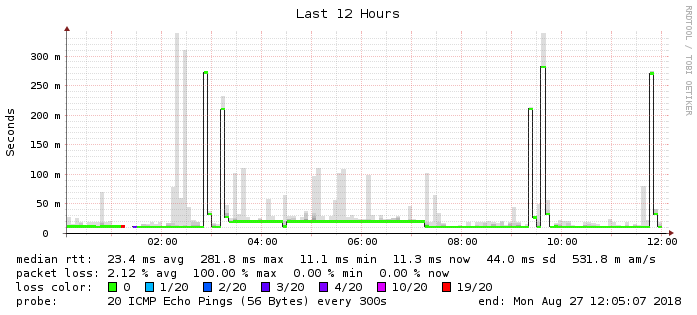 Last 12 Hours
RRDTOOL / TOBI OETIKER
Seconds
300 m
250 m
200 m
150 m
100 m
50 m
0
02:00 04:00 06:00 08:00 10:00 12:00
median rtt: 23.4 ms avg 281.8 ms max 11.1 ms min 11.3 ms now 44.0 ms sd 531.8 m am/s
packet loss: 2.12 % avg 100.00 % max 0.00 % min 0.00 % now
loss color: 0 1/20 2/20 3/20 4/20 10/20 19/20
probe: 20 ICMP Echo Pings (56 Bytes) every 300s end: Mon Aug 27 12:05:07 2018